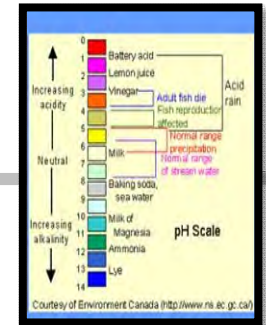 0
1 Battery acid
2 Lemon juice
Increasing acidity
3 Vinegar
Adult fish die
Acid rain
4 Fish reproduction affected
5
Normal range precipitation
6 Milk
Normal range of stream water
Neutral
7
8 Baking soda, sea water
9
Increasing alkalinity
10 Milk of Magnesia
11
pH Scale
12 Ammonia
13 Lye
14
Courtesy of Environment Canada (http://www.ns.ec.gc.ca/)